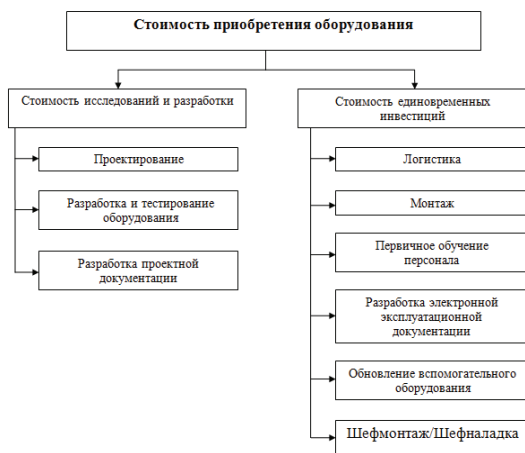 Стоимость приобретения оборудования
Стоимость исследований и разработки
Проектирование
Разработка и тестирование
оборудования
Разработка проектной
документации
Стоимость единовременных
инвестиций
Логистика
Монтаж
Первичное обучение
персонала
Разработка электронной
эксплуатационной
документации
Обновление вспомогательного
оборудования
Шефмонтаж/Шефналадка